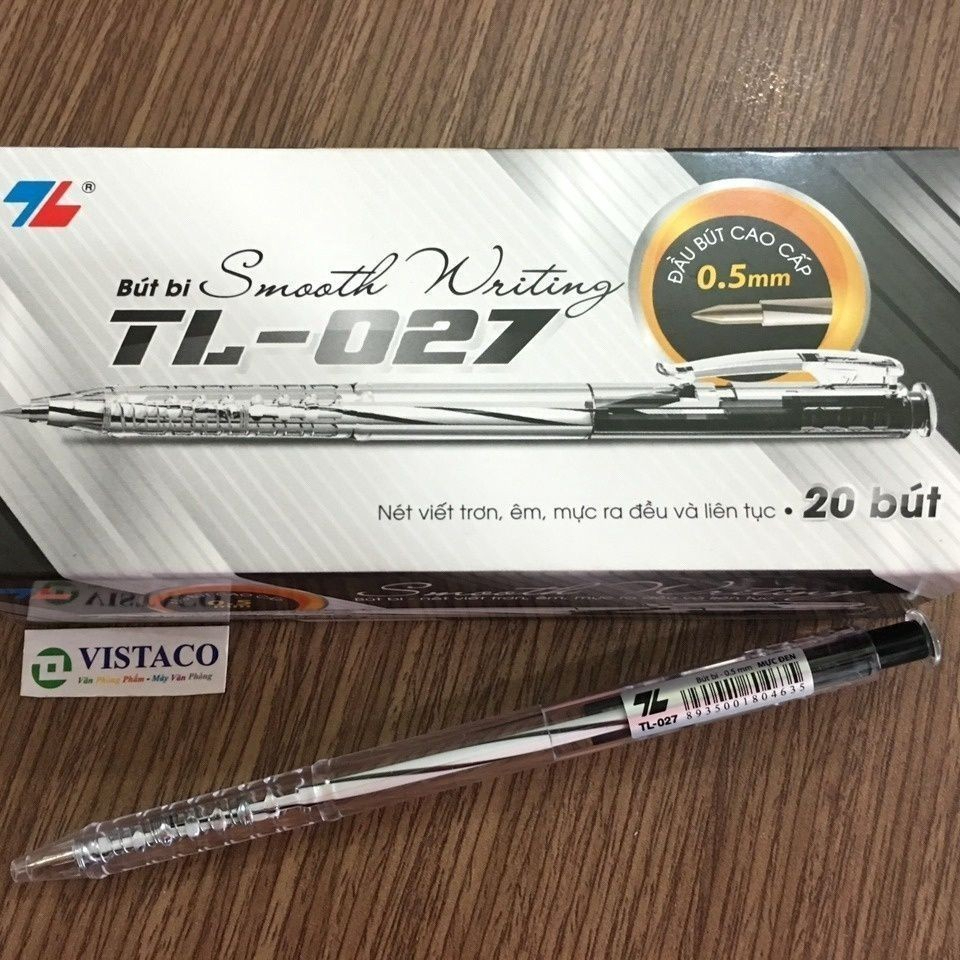 TL ®
ĐẦU BÚT CAO CẤP
0.5mm
Bút bi Smooth Writing
TL-027
Nét viết trơn, êm, mực ra đều và liên tục • 20 bút
Smooth Writing
VISTACO
Văn Phòng Phẩm - Máy Văn Phòng
Bút bi - 0.5 mm MỰC ĐEN
TL-027
8935001804635